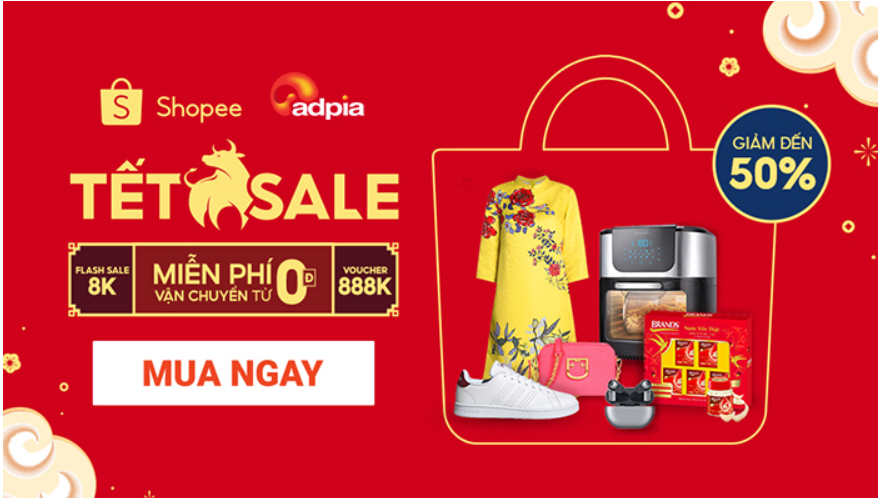 Shopee
adpia
TẾT SALE
FLASH SALE
8K
MIỄN PHÍ
VẬN CHUYỂN TỪ 0Đ
VOUCHER
888K
MUA NGAY
GIẢM ĐẾN
50%
BRAND'S